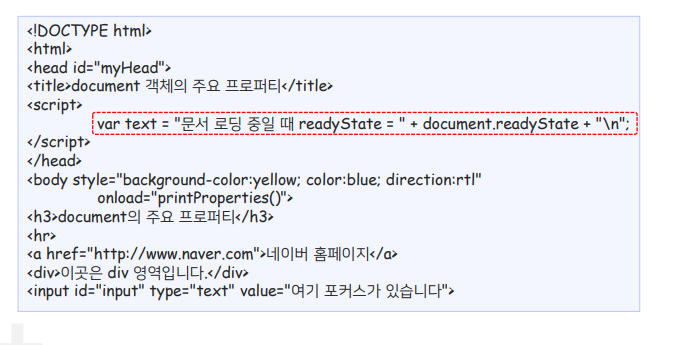 <!DOCTYPE html>
<html>
<head id="myHead">
<title>document 객체의 주요 프로퍼티</title>
<script>
var text = "문서 로딩 중일 때 readyState = " + document.readyState + "\n";
</script>
</head>
<body style="background-color:yellow; color:blue; direction:rtl"
onload="printProperties()">
<h3>document의 주요 프로퍼티</h3>
<hr>
<a href="http://www.naver.com">네이버 홈페이지</a>
<div>이곳은 div 영역입니다.</div>
<input id="input" type="text" value="여기 포커스가 있습니다">